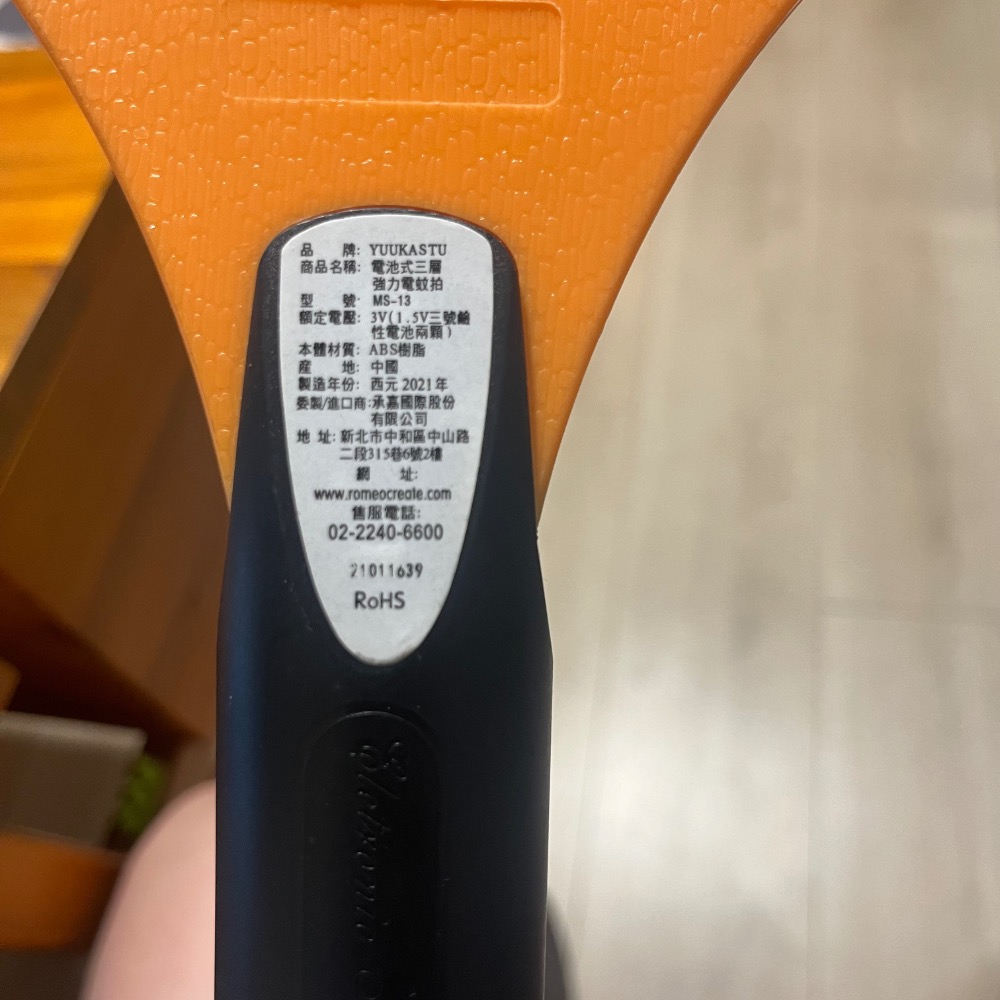 品　　牌: YUUKASTU
商品名稱: 電池式三層
強力電蚊拍
型　　號: MS-13
額定電壓: 3V(1.5V三號鹼
性電池兩顆)
本體材質: ABS樹脂
産　　地: 中國
製造年份: 西元 2021年
委製/進口商:承嘉國際股份
有限公司
地 址: 新北市中和區中山路
二段315巷6號2樓
網　　址:
www.romeocreate.com
售服電話:
02-2240-6600
21011639
RoHS